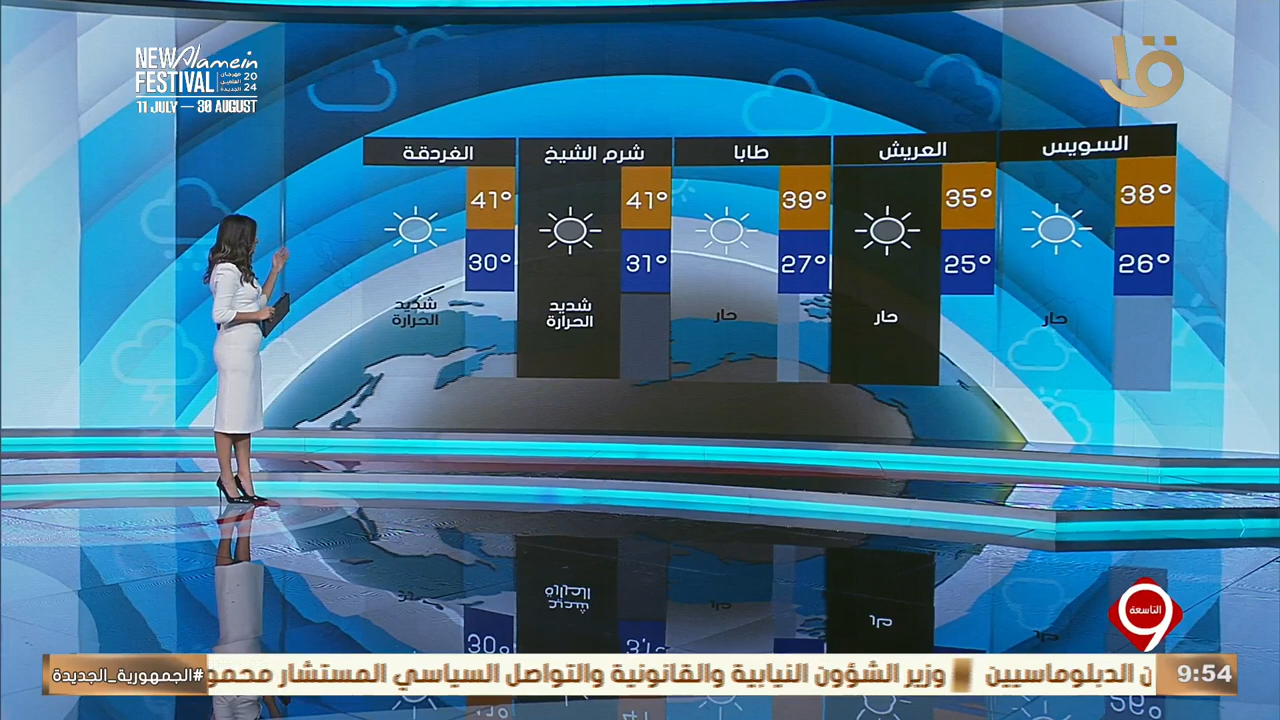 NEW Alamein
FESTIVAL
مهرجان
العلمين
الجديدة
20
24
11 JULY — 30 AUGUST
السويس
38°
26°
حار
العريش
35°
25°
حار
طابا
39°
27°
حار
شرم الشيخ
41°
31°
شديد
الحرارة
الغردقة
41°
30°
شديد
الحرارة
التاسعة
9
9:54
ن الدبلوماسيين
وزير الشؤون النيابية والقانونية والتواصل السياسي المستشار محمو
#الجمهورية_الجديدة